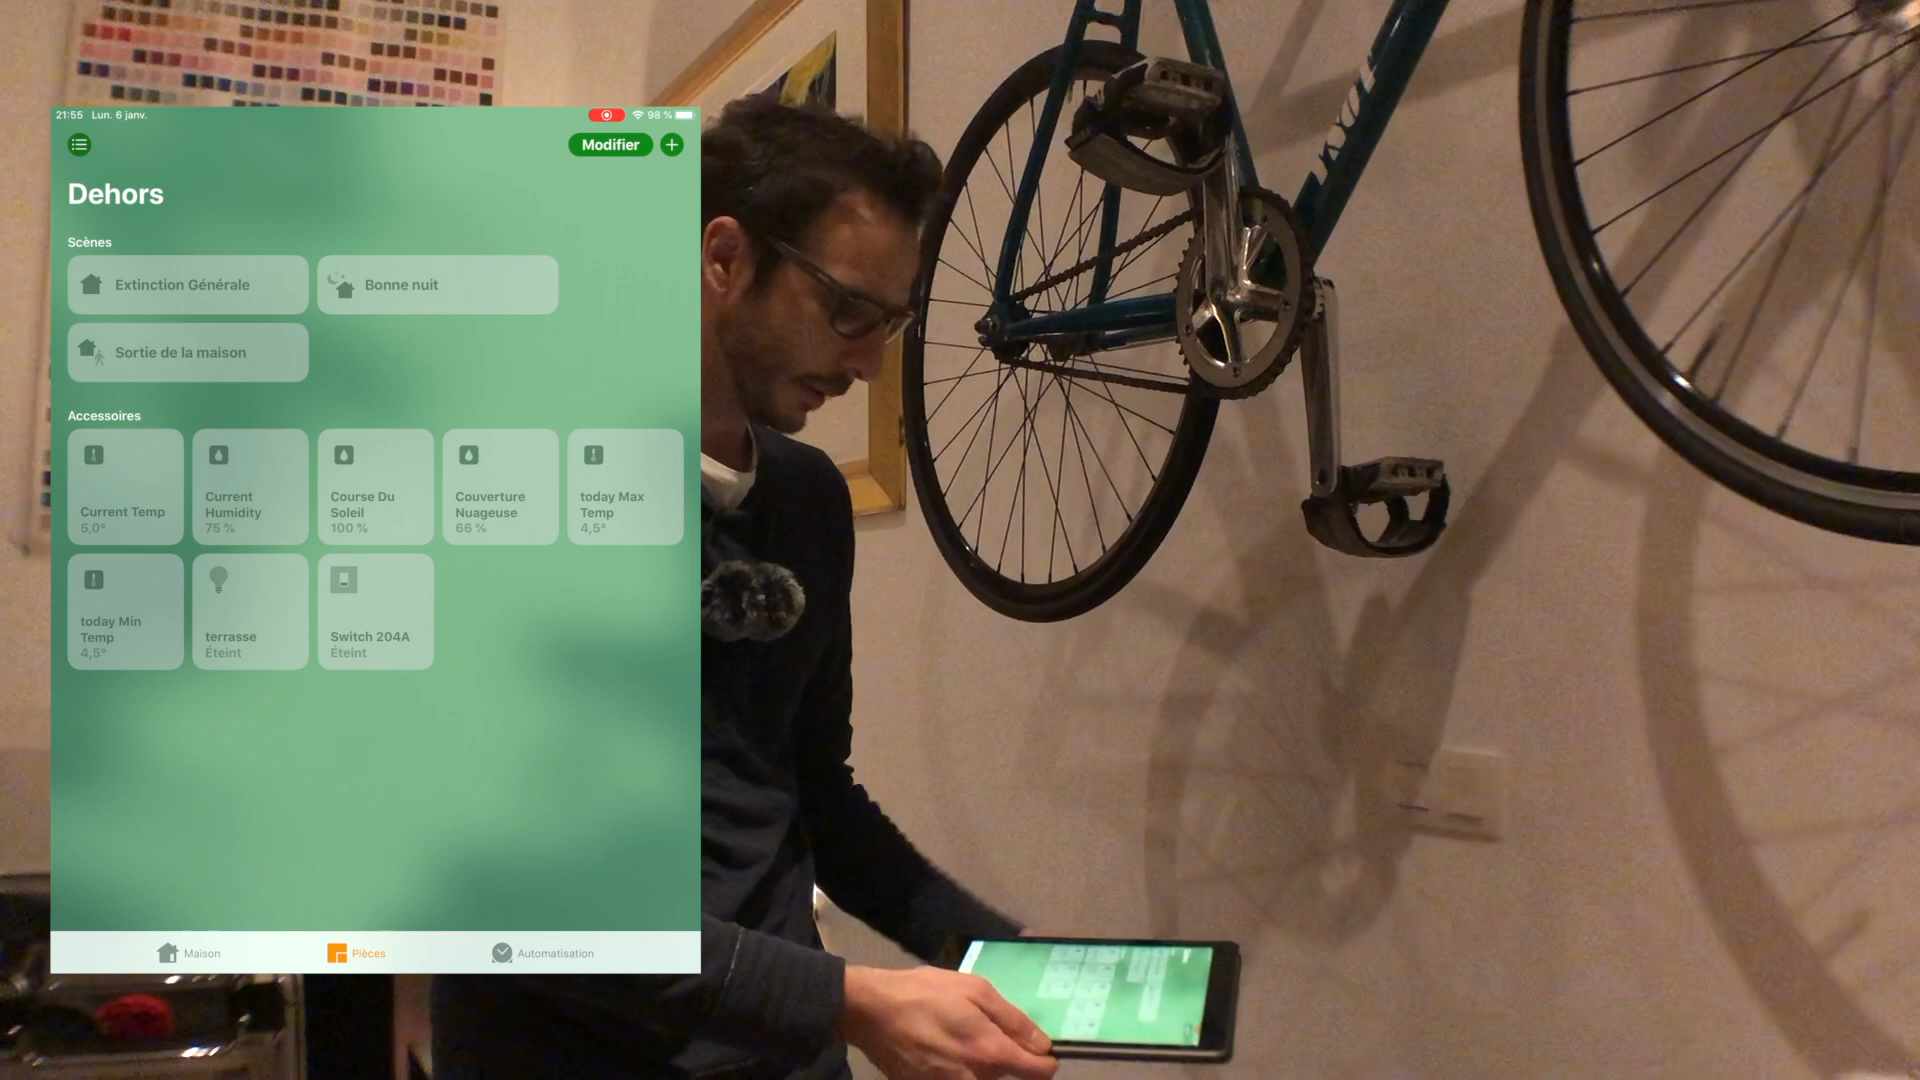 21:55 Lun. 6 janv.
98 %
Modifier
Dehors
Scènes
Extinction Générale
Bonne nuit
Sortie de la maison
Accessoires
Current Temp
5,0°
Current
Humidity
75 %
Course Du
Soleil
100 %
Couverture
Nuageuse
66 %
today Max
Temp
4,5°
today Min
Temp
4,5°
terrasse
Éteint
Switch 204A
Éteint
Maison
Pièces
Automatisation